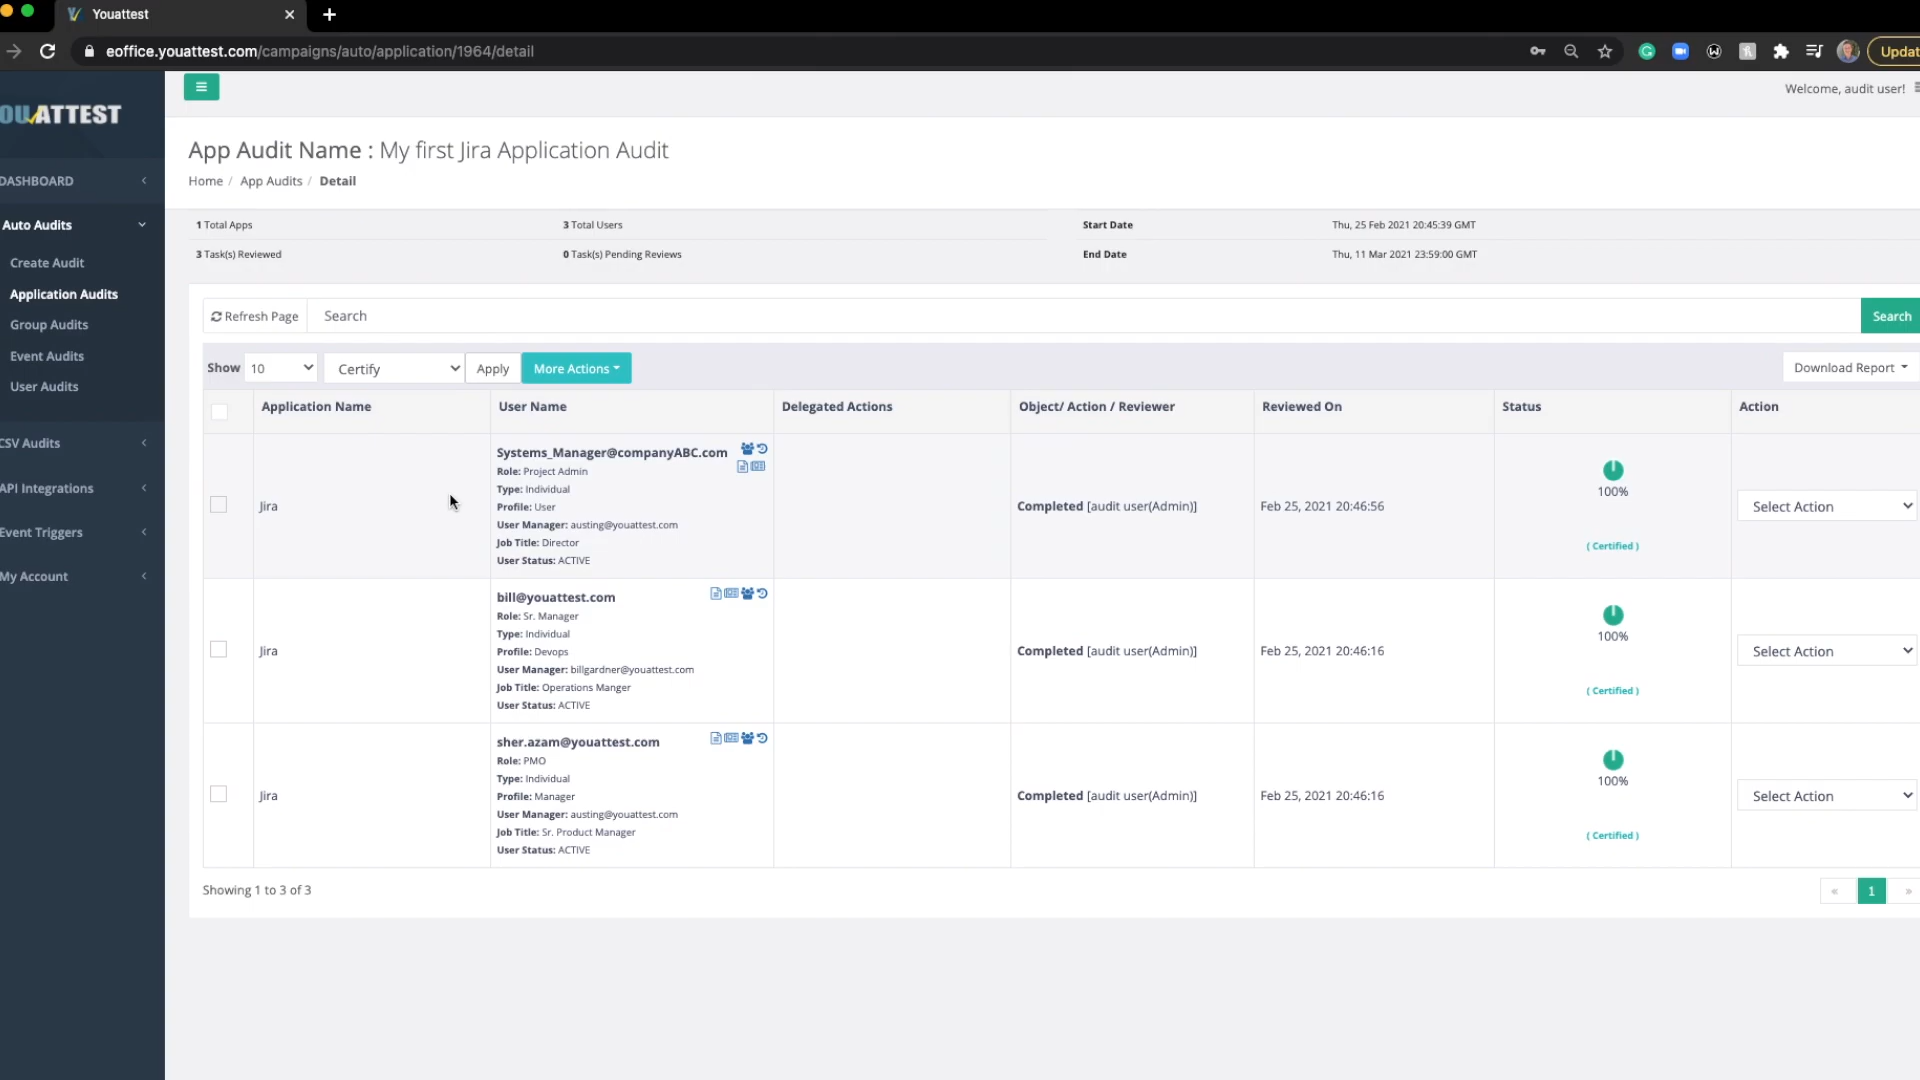 Youattest
eoffice.youattest.com/campaigns/auto/application/1964/detail
Updat
OUATTEST
Welcome, audit user!
DASHBOARD
Auto Audits
Create Audit
Application Audits
Group Audits
Event Audits
User Audits
CSV Audits
API Integrations
Event Triggers
My Account
App Audit Name : My first Jira Application Audit
Home / App Audits / Detail
1 Total Apps 3 Total Users Start Date Thu, 25 Feb 2021 20:45:39 GMT
3 Task(s) Reviewed 0 Task(s) Pending Reviews End Date Thu, 11 Mar 2021 23:59:00 GMT
Refresh Page Search Search
Show 10 Certify Apply More Actions Download Report
Application Name User Name Delegated Actions Object/ Action / Reviewer Reviewed On Status Action
Systems_Manager@companyABC.com
Role: Project Admin
Type: Individual
Profile: User
User Manager: austing@youattest.com
Job Title: Director
User Status: ACTIVE
Jira Completed [audit user(Admin)] Feb 25, 2021 20:46:56 100% Select Action
( Certified )
bill@youattest.com
Role: Sr. Manager
Type: Individual
Profile: Devops
User Manager: billgardner@youattest.com
Job Title: Operations Manger
User Status: ACTIVE
Jira Completed [audit user(Admin)] Feb 25, 2021 20:46:16 100% Select Action
( Certified )
sher.azam@youattest.com
Role: PMO
Type: Individual
Profile: Manager
User Manager: austing@youattest.com
Job Title: Sr. Product Manager
User Status: ACTIVE
Jira Completed [audit user(Admin)] Feb 25, 2021 20:46:16 100% Select Action
( Certified )
Showing 1 to 3 of 3 « 1 »